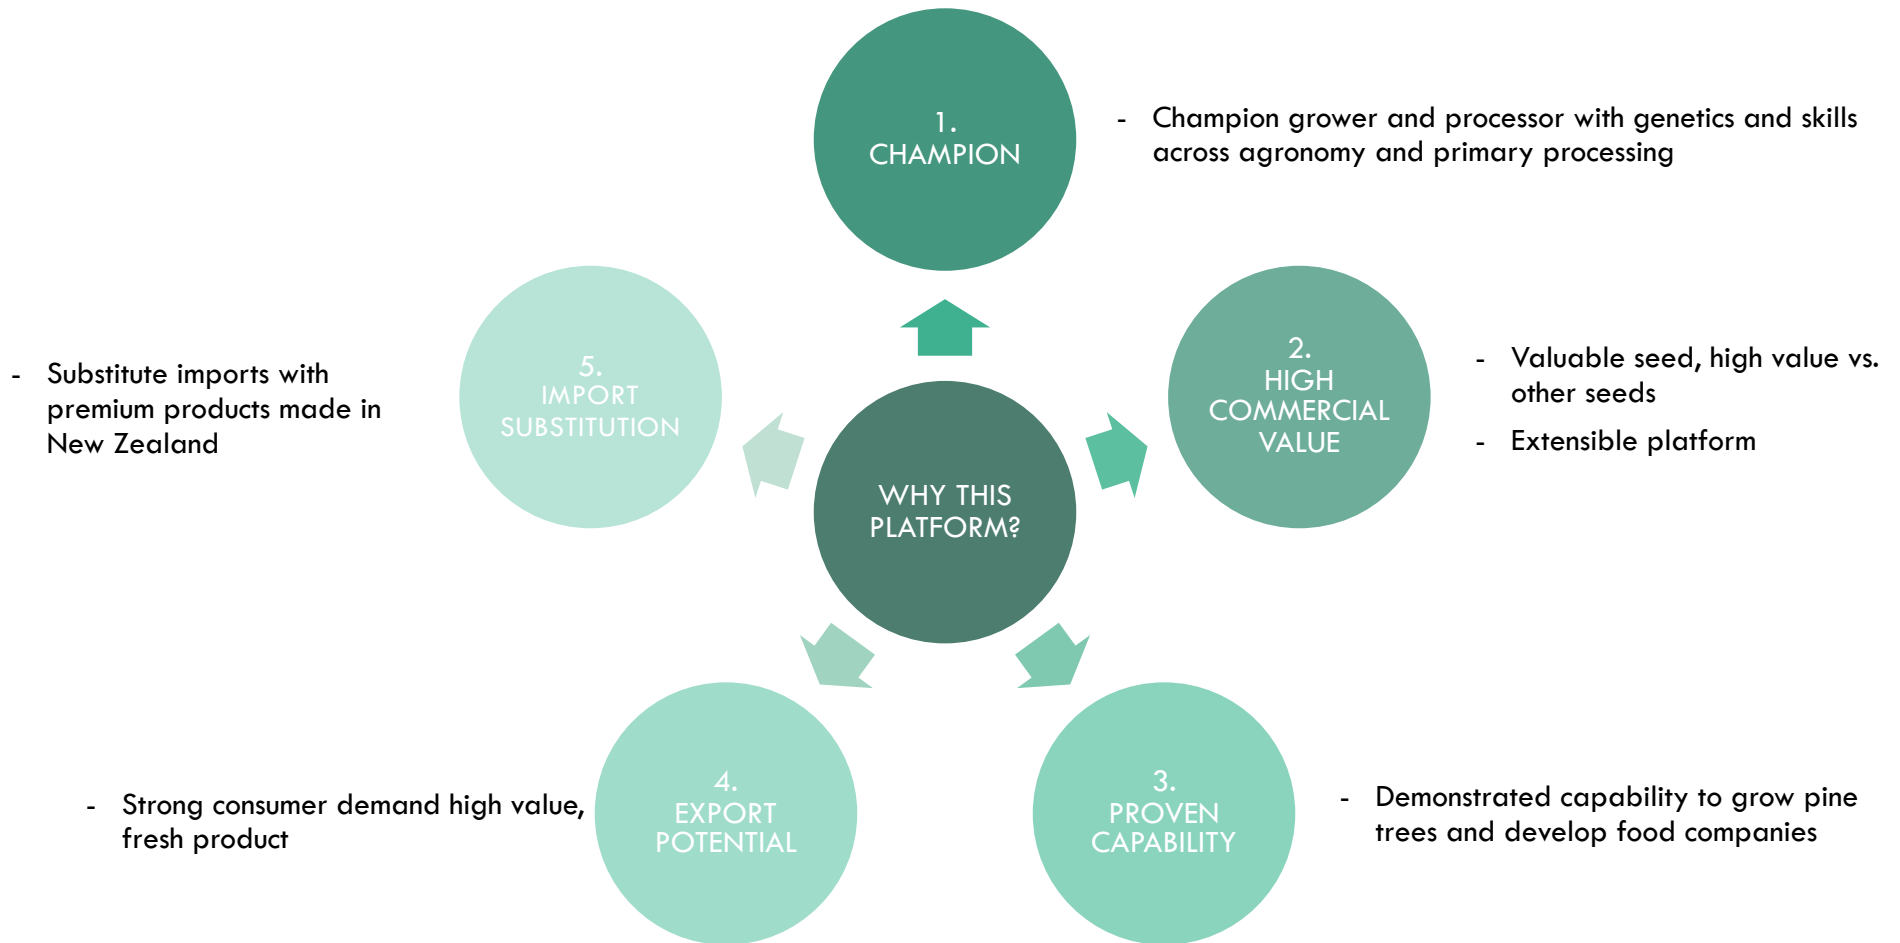 1.
CHAMPION
- Champion grower and processor with genetics and skills
across agronomy and primary processing
2.
HIGH
COMMERCIAL
VALUE
- Valuable seed, high value vs.
other seeds
- Extensible platform
WHY THIS
PLATFORM?
3.
PROVEN
CAPABILITY
- Demonstrated capability to grow pine
trees and develop food companies
4.
EXPORT
POTENTIAL
- Strong consumer demand high value,
fresh product
5.
IMPORT
SUBSTITUTION
- Substitute imports with
premium products made in
New Zealand